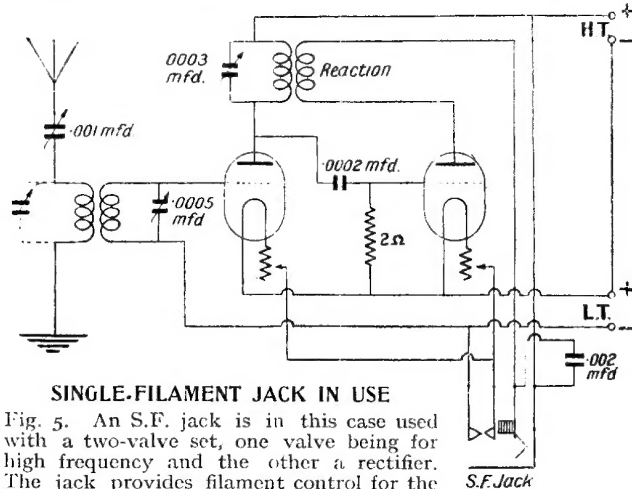 +
H.T.
−
.0003
mfd.
Reaction
.001 mfd
.0002 mfd.
.0005
mfd
2Ω
+
L.T.
−
.002
mfd
SINGLE-FILAMENT JACK IN USE
Fig. 5. An S.F. jack is in this case used
with a two-valve set, one valve being for
high frequency and the other a rectifier.
The jack provides filament control for the
S.F. Jack